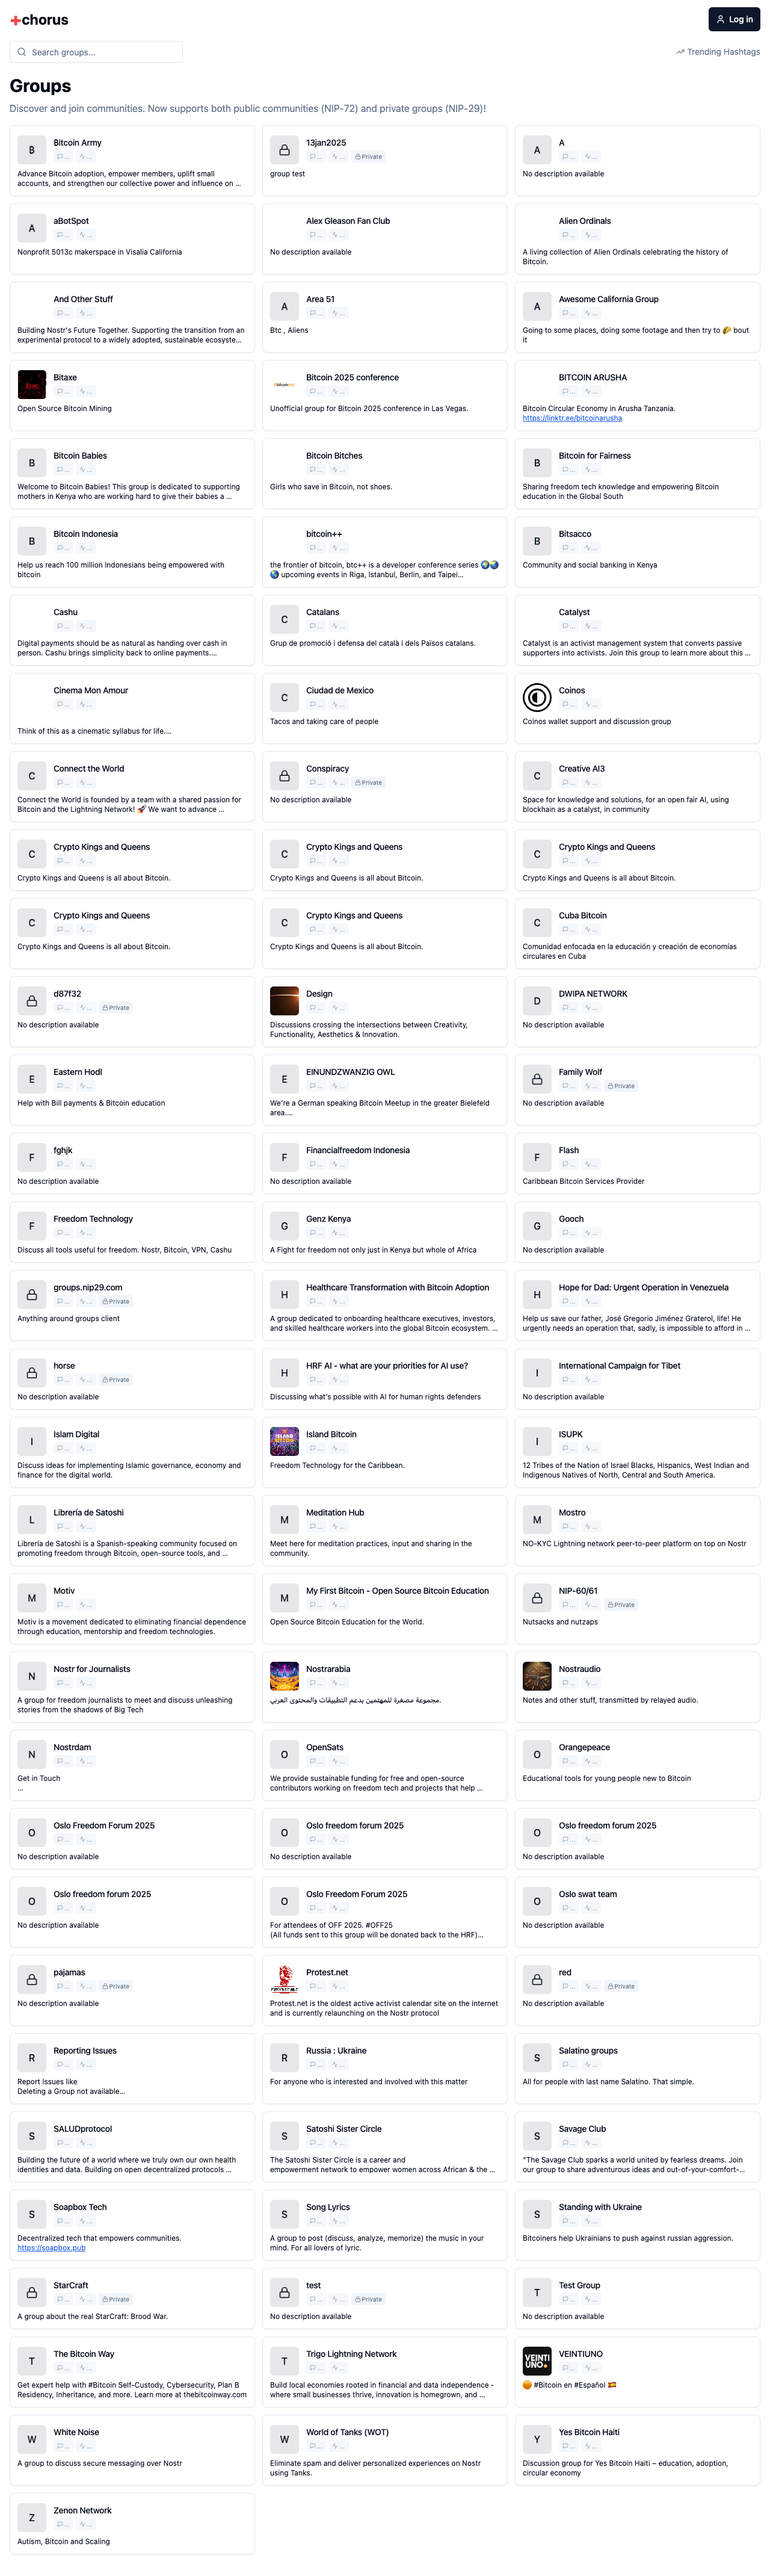 +chorus
Log in
Search groups...
Trending Hashtags
Groups
Discover and join communities. Now supports both public communities (NIP-72) and private groups (NIP-29)!
₿
₿itcoin Army
...
...
Advance Bitcoin adoption, empower members, uplift small
accounts, and strengthen our collective power and influence on ...
13jan2025
...
...
Private
group test
A
A
...
...
No description available
A
aBotSpot
...
...
Nonprofit 5013c makerspace in Visalia California
Alex Gleason Fan Club
...
...
No description available
Alien Ordinals
...
...
A living collection of Alien Ordinals celebrating the history of
Bitcoin.
And Other Stuff
...
...
Building Nostr's Future Together. Supporting the transition from an
experimental protocol to a widely adopted, sustainable ecosyste...
A
Area 51
...
...
Btc , Aliens
A
Awesome California Group
...
...
Going to some places, doing some footage and then try to 🌮 bout
it
Bitaxe
...
...
Open Source Bitcoin Mining
Bitcoin 2025 conference
...
...
Unofficial group for Bitcoin 2025 conference in Las Vegas.
BITCOIN ARUSHA
...
...
Bitcoin Circular Economy in Arusha Tanzania.
https://linktr.ee/bitcoinarusha
B
Bitcoin Babies
...
...
Welcome to Bitcoin Babies! This group is dedicated to supporting
mothers in Kenya who are working hard to give their babies a ...
Bitcoin Bitches
...
...
Girls who save in Bitcoin, not shoes.
B
Bitcoin for Fairness
...
...
Sharing freedom tech knowledge and empowering Bitcoin
education in the Global South
B
Bitcoin Indonesia
...
...
Help us reach 100 million Indonesians being empowered with
bitcoin
bitcoin++
...
...
the frontier of bitcoin, btc++ is a developer conference series 🌍🌏
🌎 upcoming events in Riga, Istanbul, Berlin, and Taipei...
B
Bitsacco
...
...
Community and social banking in Kenya
Cashu
...
...
Digital payments should be as natural as handing over cash in
person. Cashu brings simplicity back to online payments....
C
Catalans
...
...
Grup de promoció i defensa del català i dels Països catalans.
Catalyst
...
...
Catalyst is an activist management system that converts passive
supporters into activists. Join this group to learn more about this ...
Cinema Mon Amour
...
...
Think of this as a cinematic syllabus for life....
C
Ciudad de Mexico
...
...
Tacos and taking care of people
Coinos
...
...
Coinos wallet support and discussion group
C
Connect the World
...
...
Connect the World is founded by a team with a shared passion for
Bitcoin and the Lightning Network! 🚀 We want to advance ...
Conspiracy
...
...
Private
No description available
C
Creative AI3
...
...
Space for knowledge and solutions, for an open fair AI, using
blockhain as a catalyst, in community
C
Crypto Kings and Queens
...
...
Crypto Kings and Queens is all about Bitcoin.
C
Crypto Kings and Queens
...
...
Crypto Kings and Queens is all about Bitcoin.
C
Crypto Kings and Queens
...
...
Crypto Kings and Queens is all about Bitcoin.
C
Crypto Kings and Queens
...
...
Crypto Kings and Queens is all about Bitcoin.
C
Crypto Kings and Queens
...
...
Crypto Kings and Queens is all about Bitcoin.
C
Cuba Bitcoin
...
...
Comunidad enfocada en la educación y creación de economías
circulares en Cuba
d87f32
...
...
Private
No description available
Design
...
...
Discussions crossing the intersections between Creativity,
Functionality, Aesthetics & Innovation.
D
DWIPA NETWORK
...
...
No description available
E
Eastern Hodl
...
...
Help with Bill payments & Bitcoin education
E
EINUNDZWANZIG OWL
...
...
We're a German speaking Bitcoin Meetup in the greater Bielefeld
area....
Family Wolf
...
...
Private
No description available
F
fghjk
...
...
No description available
F
Financialfreedom Indonesia
...
...
No description available
F
Flash
...
...
Caribbean Bitcoin Services Provider
F
Freedom Technology
...
...
Discuss all tools useful for freedom. Nostr, Bitcoin, VPN, Cashu
G
Genz Kenya
...
...
A Fight for freedom not only just in Kenya but whole of Africa
G
Gooch
...
...
No description available
groups.nip29.com
...
...
Private
Anything around groups client
H
Healthcare Transformation with Bitcoin Adoption
...
...
A group dedicated to onboarding healthcare executives, investors,
and skilled healthcare workers into the global Bitcoin ecosystem. ...
H
Hope for Dad: Urgent Operation in Venezuela
...
...
Help us save our father, José Gregorio Jiménez Graterol, life! He
urgently needs an operation that, sadly, is impossible to afford in ...
horse
...
...
Private
No description available
H
HRF AI - what are your priorities for AI use?
...
...
Discussing what's possible with AI for human rights defenders
I
International Campaign for Tibet
...
...
No description available
I
Islam Digital
...
...
Discuss ideas for implementing Islamic governance, economy and
finance for the digital world.
Island Bitcoin
...
...
Freedom Technology for the Caribbean.
I
ISUPK
...
...
12 Tribes of the Nation of Israel Blacks, Hispanics, West Indian and
Indigenous Natives of North, Central and South America.
L
Librería de Satoshi
...
...
Librería de Satoshi is a Spanish-speaking community focused on
promoting freedom through Bitcoin, open-source tools, and ...
M
Meditation Hub
...
...
Meet here for meditation practices, input and sharing in the
community.
M
Mostro
...
...
NO-KYC Lightning network peer-to-peer platform on top on Nostr
M
Motiv
...
...
Motiv is a movement dedicated to eliminating financial dependence
through education, mentorship and freedom technologies.
M
My First Bitcoin - Open Source Bitcoin Education
...
...
Open Source Bitcoin Education for the World.
NIP-60/61
...
...
Private
Nutsacks and nutzaps
N
Nostr for Journalists
...
...
A group for freedom journalists to meet and discuss unleashing
stories from the shadows of Big Tech
Nostrarabia
...
...
مجموعة مصغرة للمهتمين بدعم التطبيقات والمحتوى العربي.
Nostraudio
...
...
Notes and other stuff, transmitted by relayed audio.
N
Nostrdam
...
...
Get in Touch
...
O
OpenSats
...
...
We provide sustainable funding for free and open-source
contributors working on freedom tech and projects that help ...
O
Orangepeace
...
...
Educational tools for young people new to Bitcoin
O
Oslo Freedom Forum 2025
...
...
No description available
O
Oslo freedom forum 2025
...
...
No description available
O
Oslo freedom forum 2025
...
...
No description available
O
Oslo freedom forum 2025
...
...
No description available
O
Oslo Freedom Forum 2025
...
...
For attendees of OFF 2025. #OFF25
(All funds sent to this group will be donated back to the HRF)...
O
Oslo swat team
...
...
No description available
pajamas
...
...
Private
No description available
Protest.net
...
...
Protest.net is the oldest active activist calendar site on the internet
and is currently relaunching on the Nostr protocol
red
...
...
Private
No description available
R
Reporting Issues
...
...
Report Issues like
Deleting a Group not available...
R
Russia : Ukraine
...
...
For anyone who is interested and involved with this matter
S
Salatino groups
...
...
All for people with last name Salatino. That simple.
S
SALUDprotocol
...
...
Building the future of a world where we truly own our own health
identities and data. Building on open decentralized protocols ...
S
Satoshi Sister Circle
...
...
The Satoshi Sister Circle is a career and
empowerment network to empower women across African & the ...
S
Savage Club
...
...
"The Savage Club sparks a world united by fearless dreams. Join
our group to share adventurous ideas and out-of-your-comfort-...
S
Soapbox Tech
...
...
Decentralized tech that empowers communities.
https://soapbox.pub
S
Song Lyrics
...
...
A group to post (discuss, analyze, memorize) the music in your
mind. For all lovers of lyric.
S
Standing with Ukraine
...
...
Bitcoiners help Ukrainians to push against russian aggression.
StarCraft
...
...
Private
A group about the real StarCraft: Brood War.
test
...
...
Private
No description available
T
Test Group
...
...
No description available
T
The Bitcoin Way
...
...
Get expert help with #Bitcoin Self-Custody, Cybersecurity, Plan B
Residency, Inheritance, and more. Learn more at thebitcoinway.com
T
Trigo Lightning Network
...
...
Build local economies rooted in financial and data independence -
where small businesses thrive, innovation is homegrown, and ...
VEINTI
UNO
VEINTIUNO
...
...
🟠 #Bitcoin en #Español 🇪🇸
W
White Noise
...
...
A group to discuss secure messaging over Nostr
W
World of Tanks (WOT)
...
...
Eliminate spam and deliver personalized experiences on Nostr
using Tanks.
Y
Yes Bitcoin Haiti
...
...
Discussion group for Yes Bitcoin Haiti – education, adoption,
circular economy
Z
Zenon Network
...
...
Autism, Bitcoin and Scaling